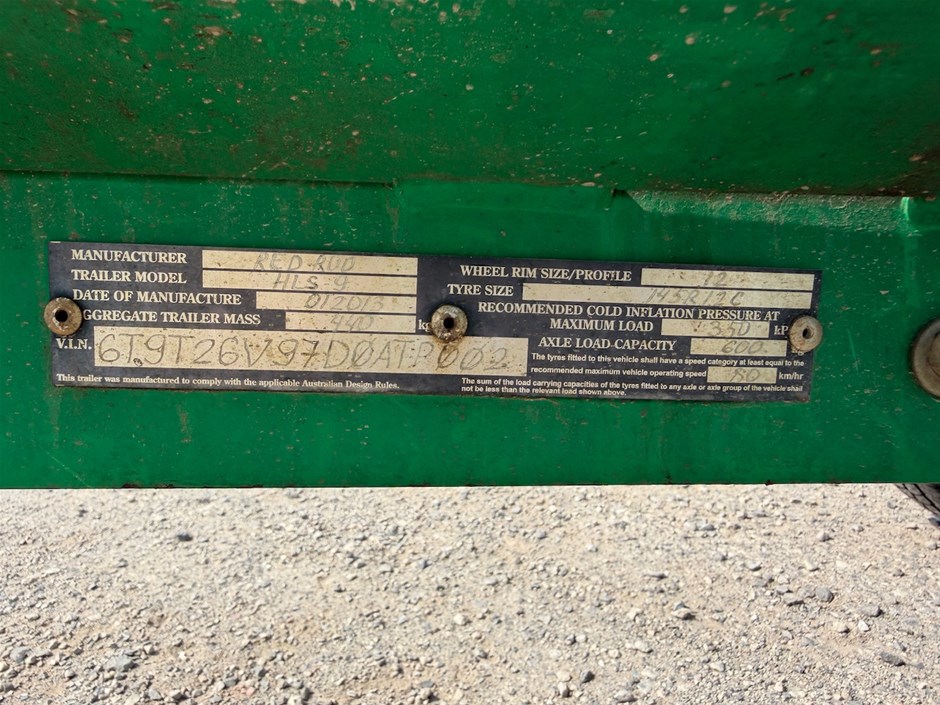 MANUFACTURER RED ROO
TRAILER MODEL HLS 9
DATE OF MANUFACTURE 012013
AGGREGATE TRAILER MASS 440 kg
V.I.N. 6T9T26V97D0ATP002
This trailer was manufactured to comply with the applicable Australian Design Rules.
WHEEL RIM SIZE/PROFILE 12
TYRE SIZE 145R12C
RECOMMENDED COLD INFLATION PRESSURE AT
MAXIMUM LOAD 350 kP
AXLE LOAD CAPACITY 600
The tyres fitted to this vehicle shall have a speed category at least equal to the
recommended maximum vehicle operating speed 80 km/hr
The sum of the load carrying capacities of the tyres fitted to any axle or axle group of the vehicle shall
not be less than the relevant load shown above.